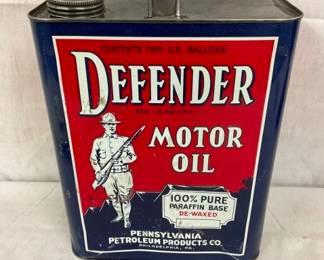 CONTENTS TWO U.S. GALLONS
DEFENDER
MOTOR
OIL
100% PURE
PARAFFIN BASE
DE-WAXED
PENNSYLVANIA
PETROLEUM PRODUCTS CO.
PHILADELPHIA, PA.